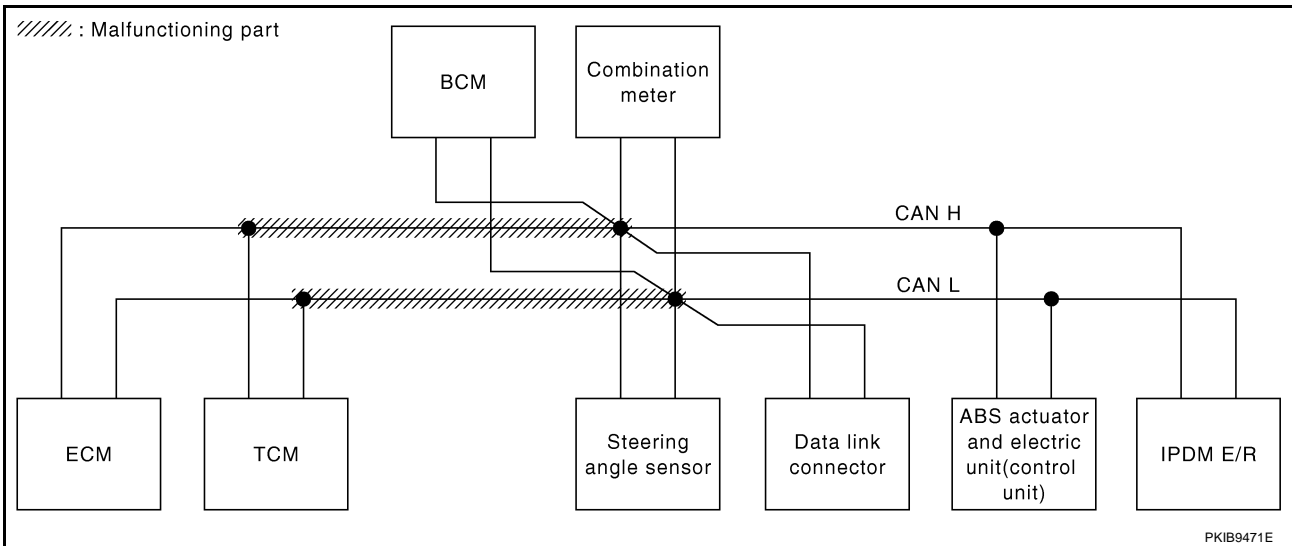 : Malfunctioning part
BCM
Combination
meter
CAN H
CAN L
ECM
TCM
Steering
angle sensor
Data link
connector
ABS actuator
and electric
unit(control
unit)
IPDM E/R
PKIB9471E